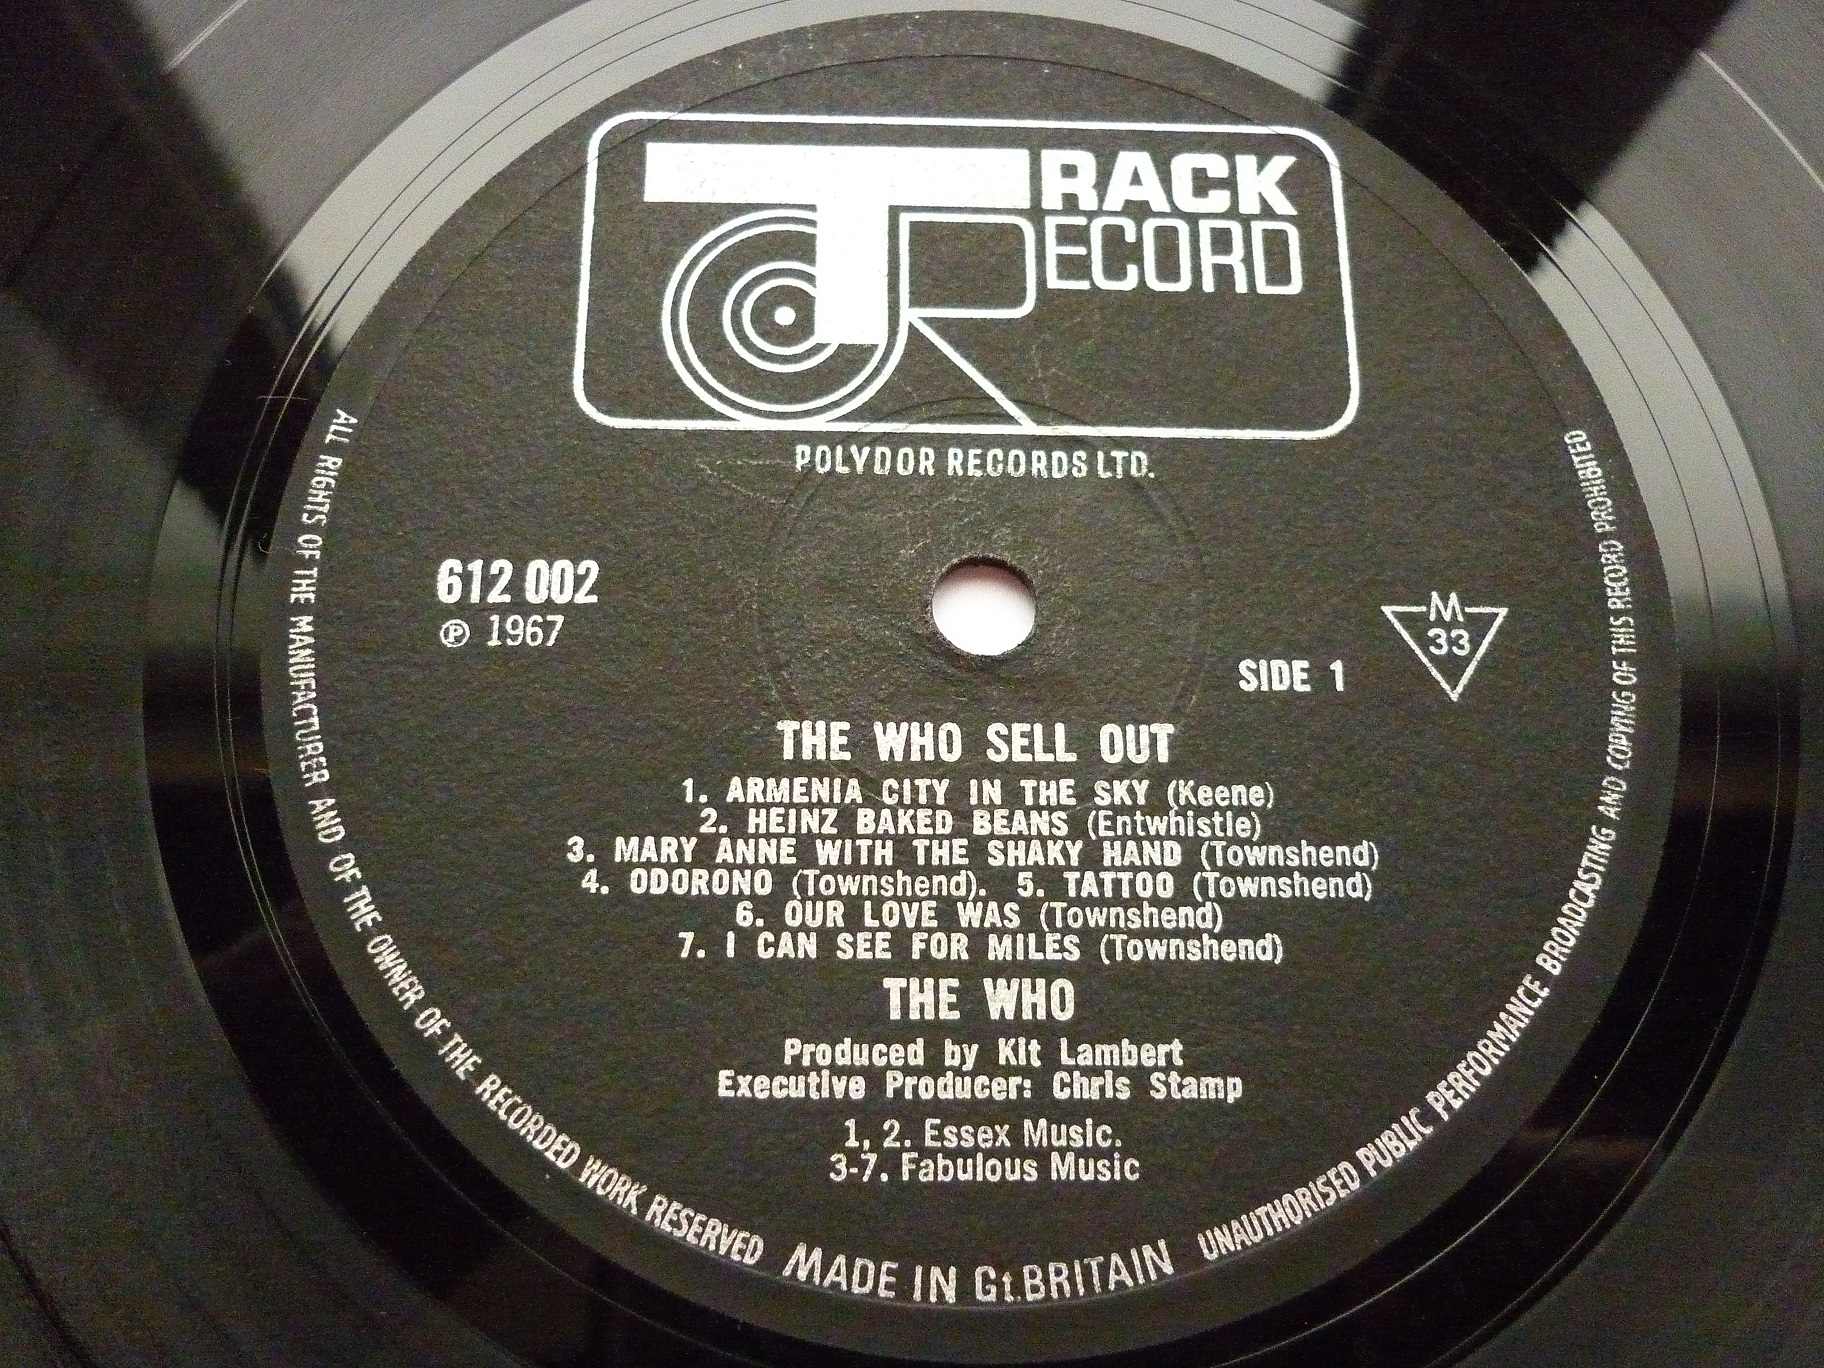 TRACK
RECORD
POLYDOR RECORDS LTD.
612 002
℗ 1967
M
33
SIDE 1
THE WHO SELL OUT
1. ARMENIA CITY IN THE SKY (Keene)
2. HEINZ BAKED BEANS (Entwhistle)
3. MARY ANNE WITH THE SHAKY HAND (Townshend)
4. ODORONO (Townshend). 5. TATTOO (Townshend)
6. OUR LOVE WAS (Townshend)
7. I CAN SEE FOR MILES (Townshend)
THE WHO
Produced by Kit Lambert
Executive Producer: Chris Stamp
1, 2. Essex Music.
3-7. Fabulous Music
ALL RIGHTS OF THE MANUFACTURER AND OF THE OWNER OF THE RECORDED WORK RESERVED MADE IN Gt.BRITAIN UNAUTHORISED PUBLIC PERFORMANCE BROADCASTING AND COPYING OF THIS RECORD PROHIBITED